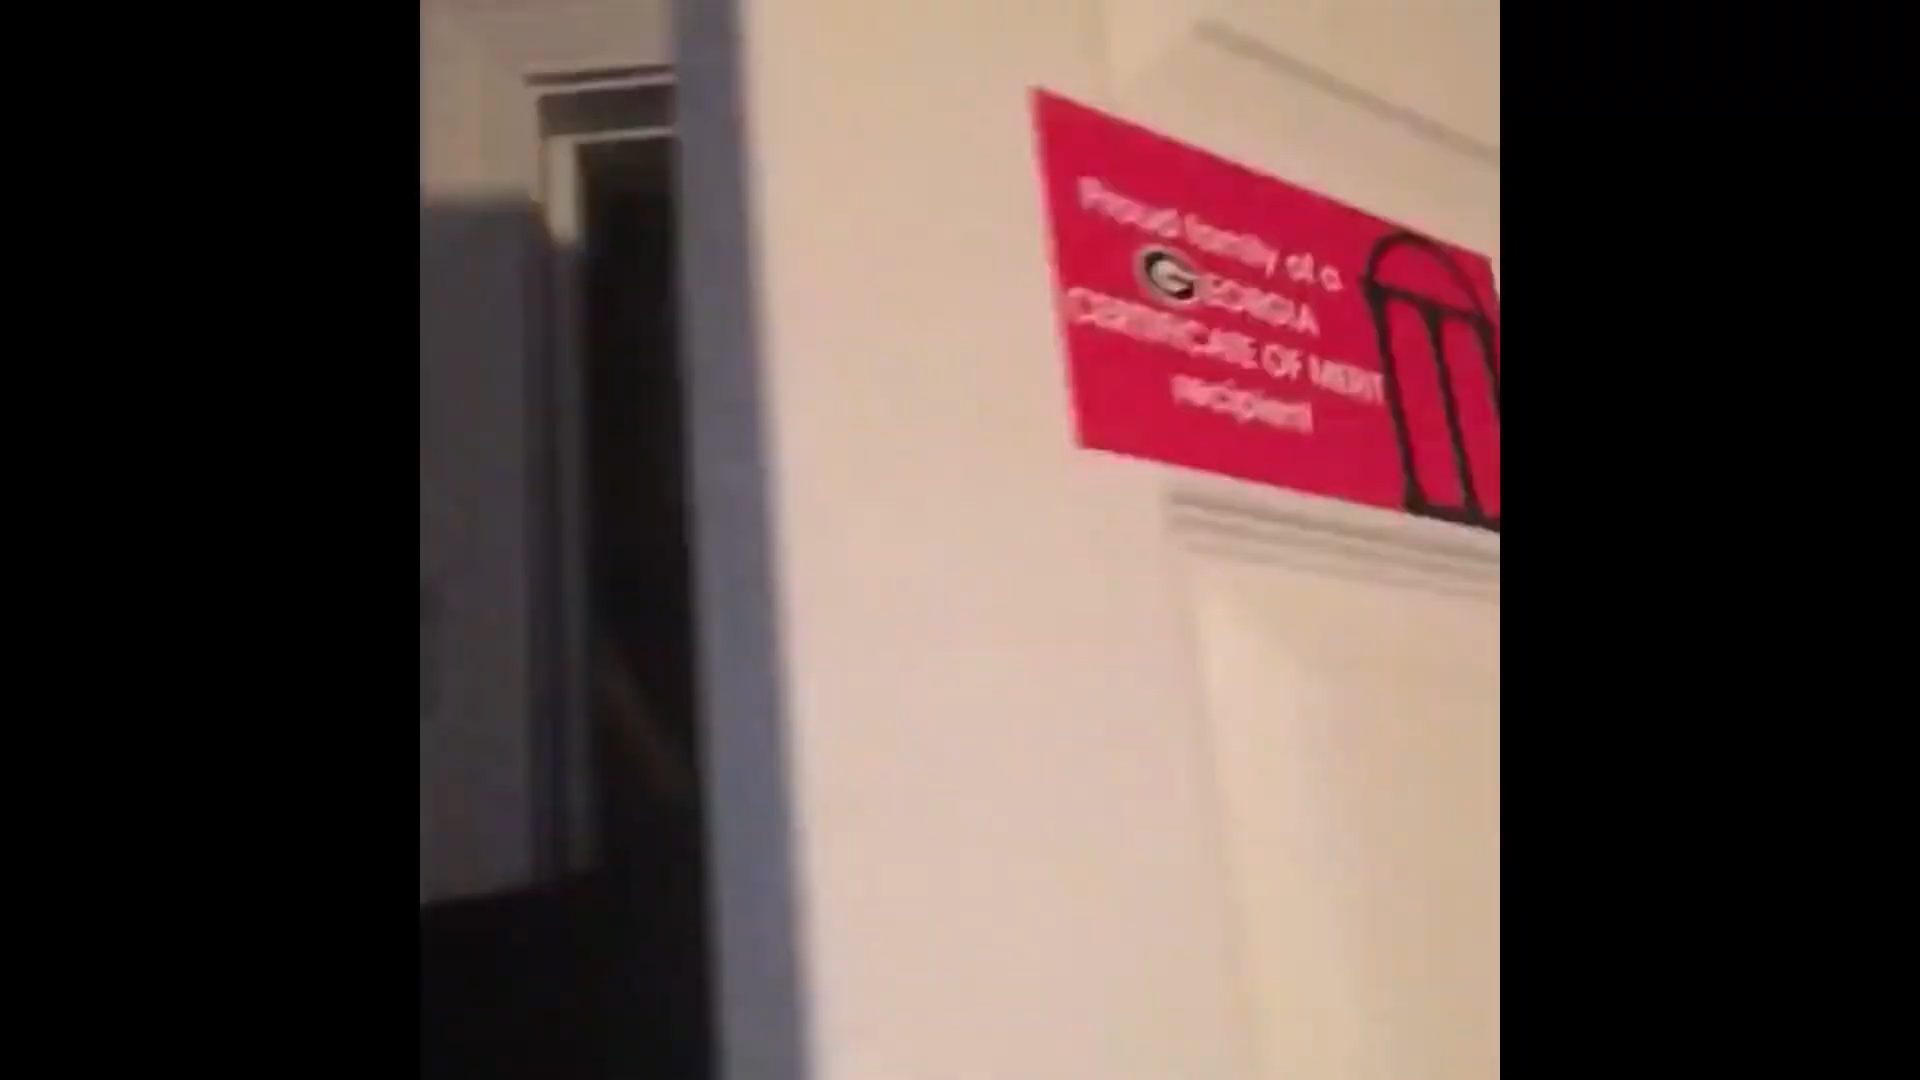 Proud family of a
GEORGIA
CERTIFICATE OF MERIT
recipient